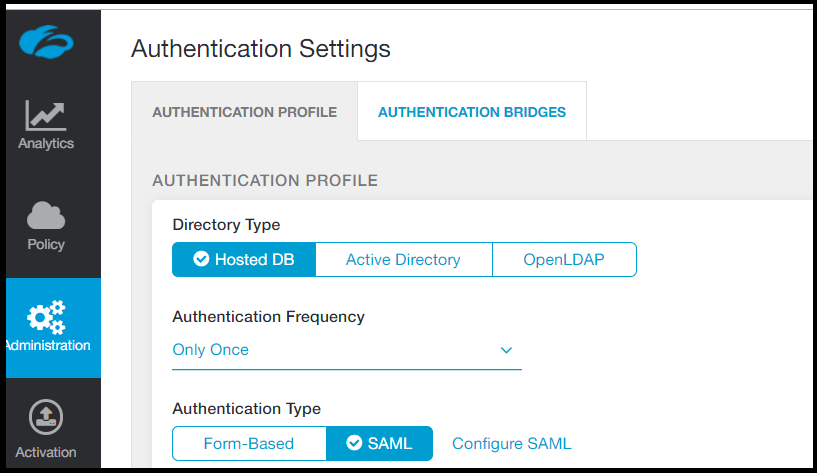 Authentication Settings
Analytics
Policy
Administration
Activation
AUTHENTICATION PROFILE
AUTHENTICATION BRIDGES
AUTHENTICATION PROFILE
Directory Type
Hosted DB
Active Directory
OpenLDAP
Authentication Frequency
Only Once
Authentication Type
Form-Based
SAML
Configure SAML